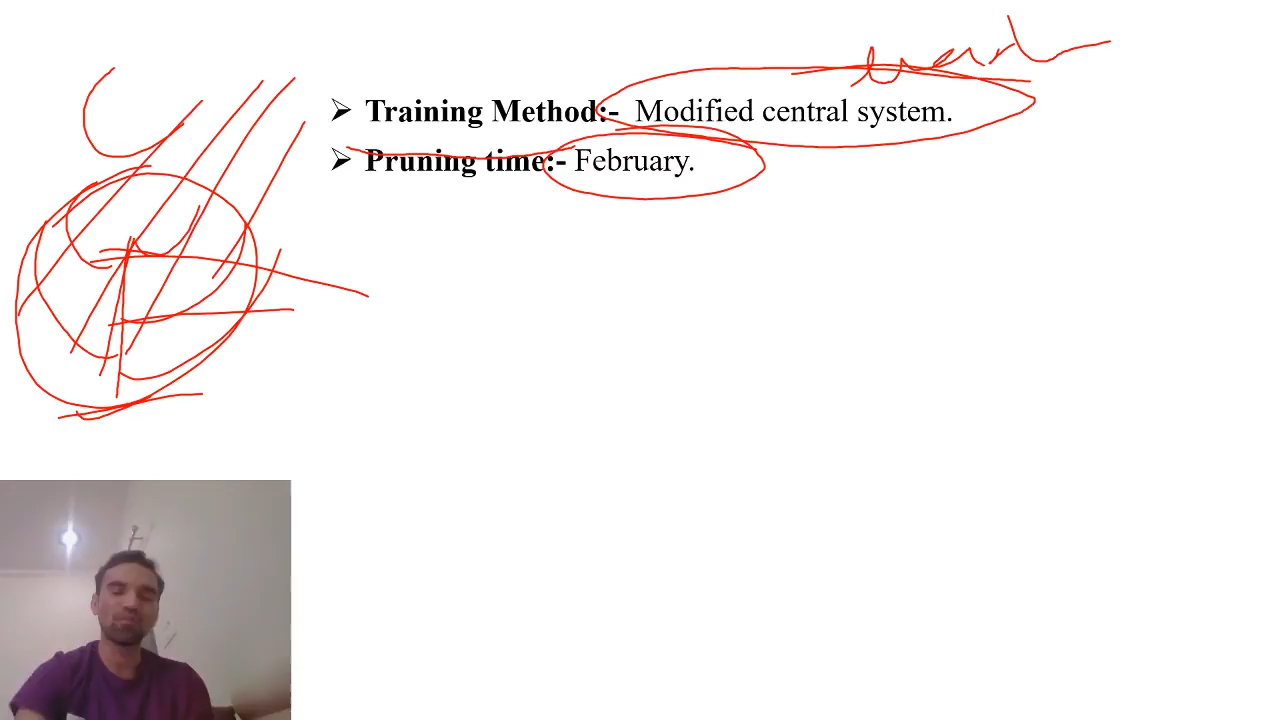 ➢ Training Method:- Modified central system.
➢ Pruning time:- February.